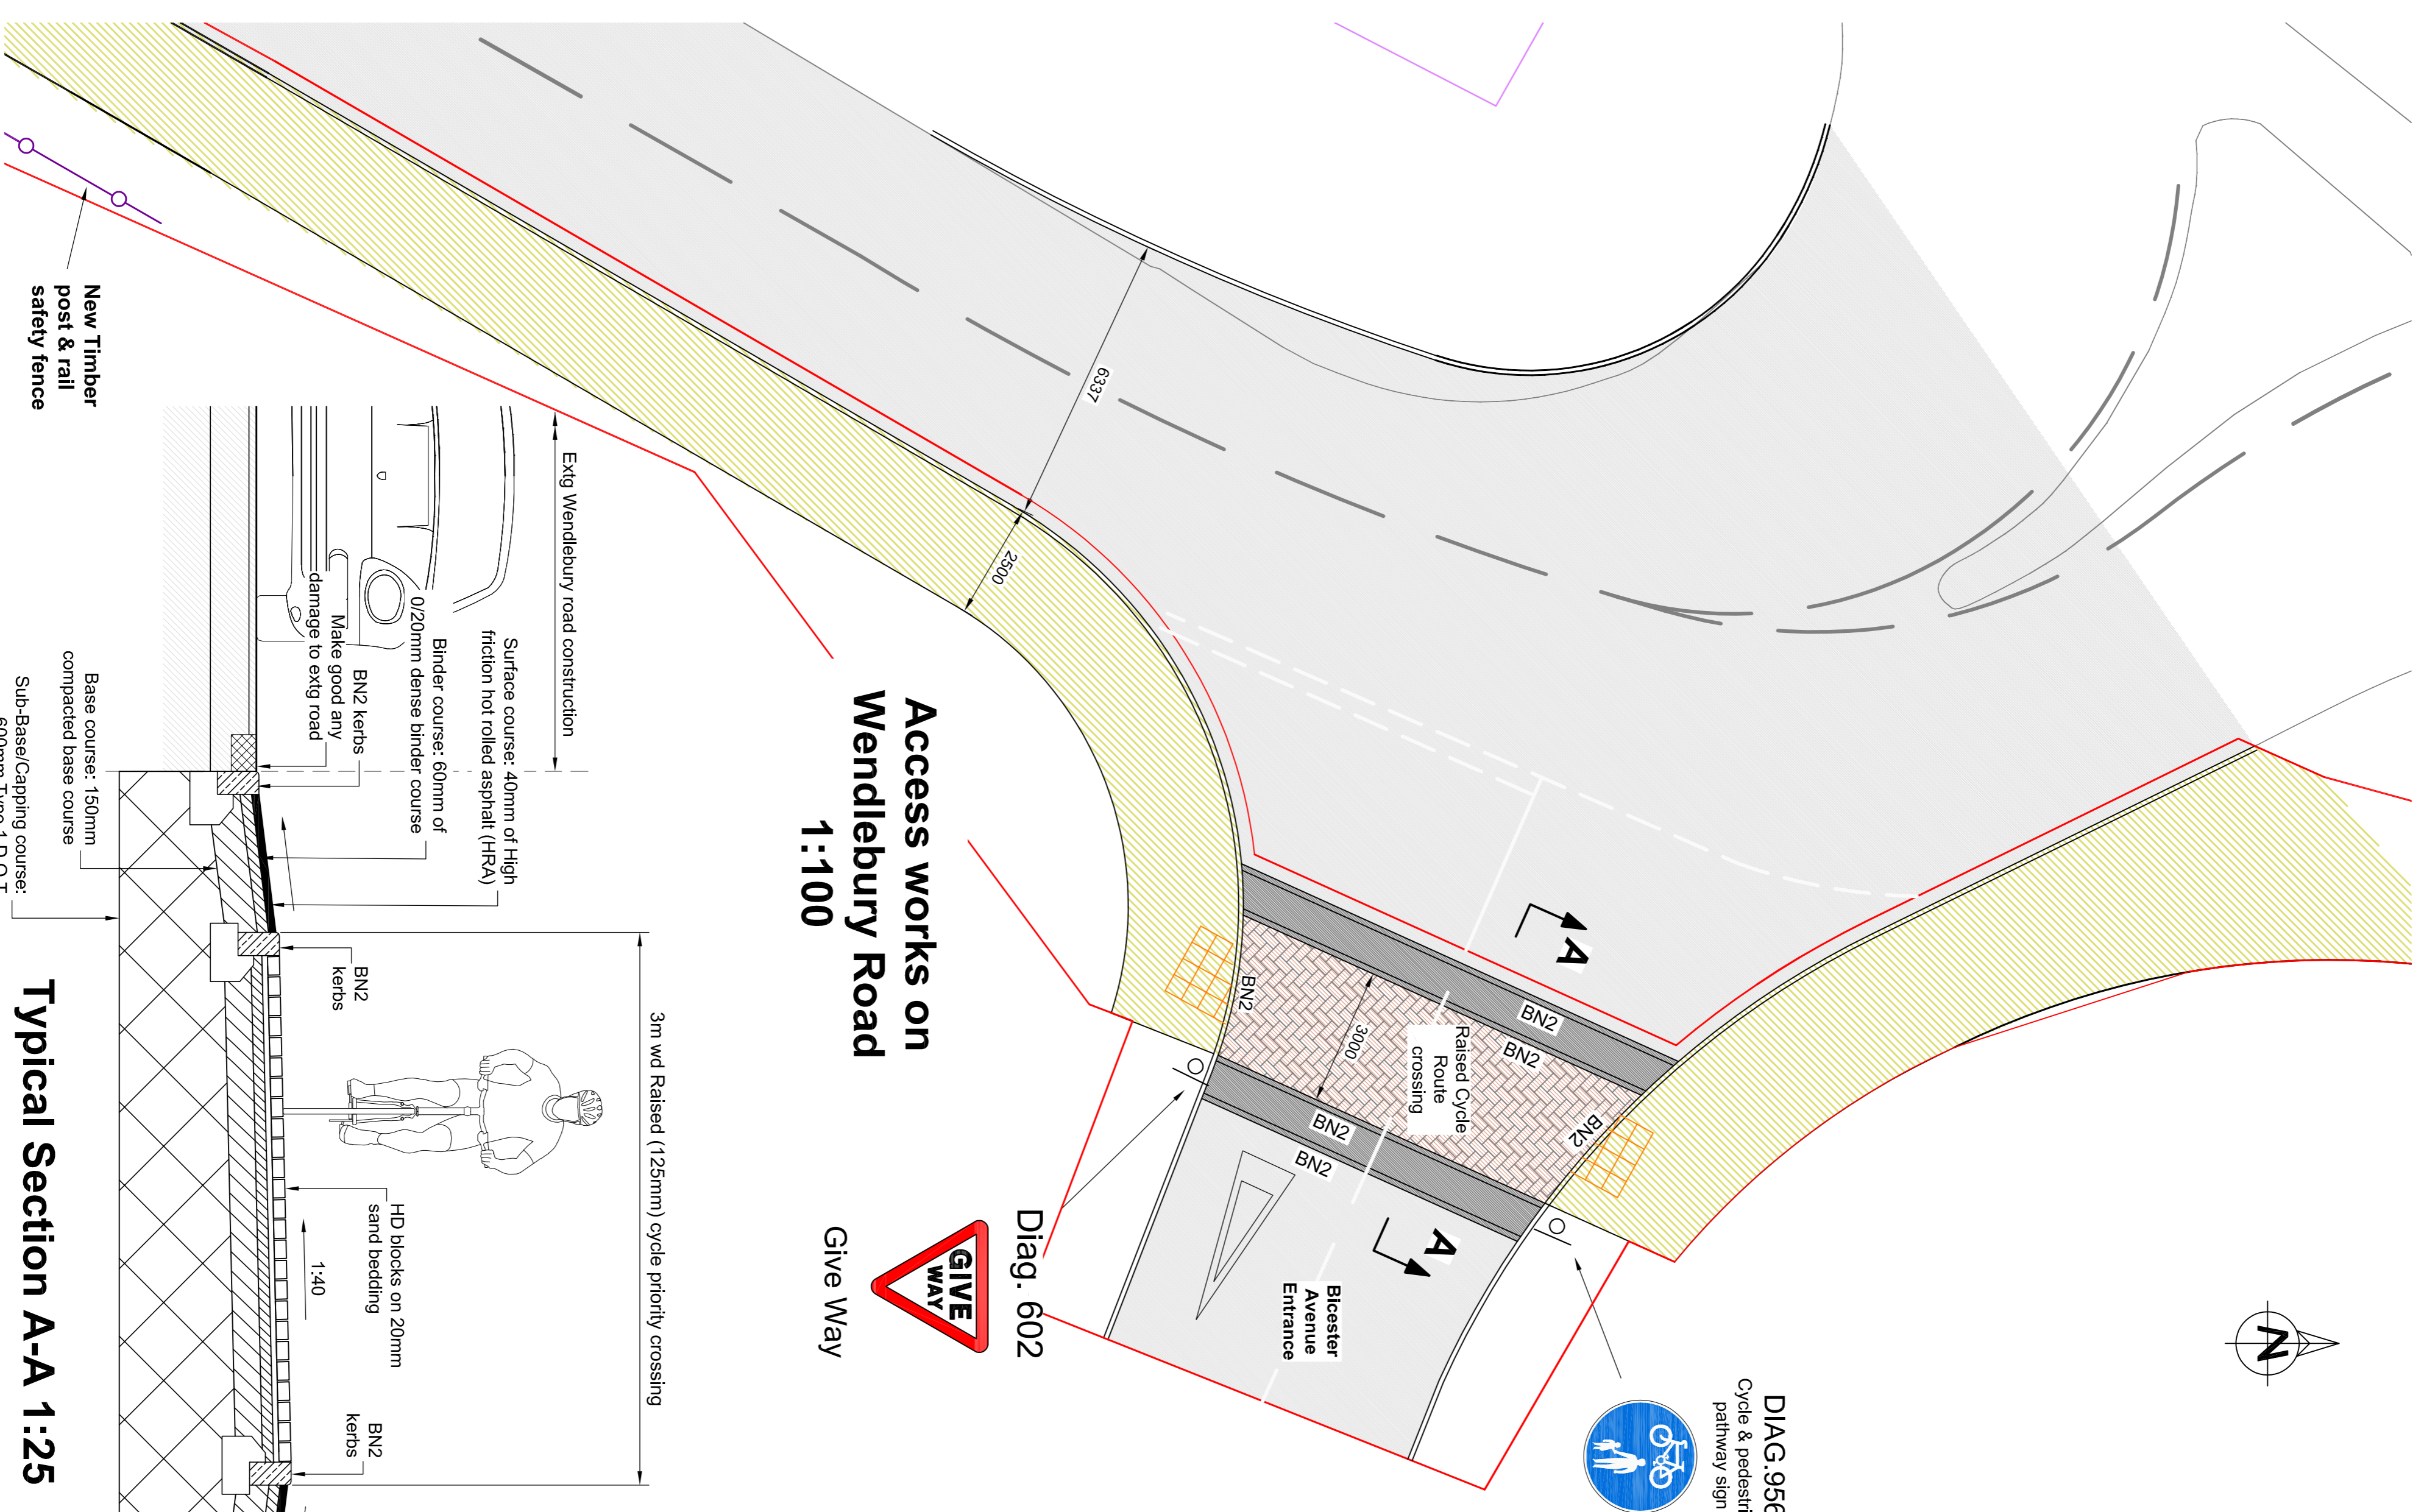 DIAG.956
Cycle & pedestri
pathway sign
N
A
BN2
BN2
BN2
BN2
BN2
BN2
Raised Cycle
Route
crossing
3000
A
Bicester
Avenue
Entrance
6337
2500
Diag. 602
GIVE
WAY
Give Way
Access works on
Wendlebury Road
1:100
New Timber
post & rail
safety fence
3m wd Raised (125mm) cycle priority crossing
Extg Wendlebury road construction
Surface course: 40mm of High
friction hot rolled asphalt (HRA)
Binder course: 60mm of
0/20mm dense binder course
BN2 kerbs
Make good any
damage to extg road
BN2
kerbs
HD blocks on 20mm
sand bedding
1:40
BN2
kerbs
Base course: 150mm
compacted base course
Sub-Base/Capping course:
600mm Type 1 D.O.T
Typical Section A-A 1:25